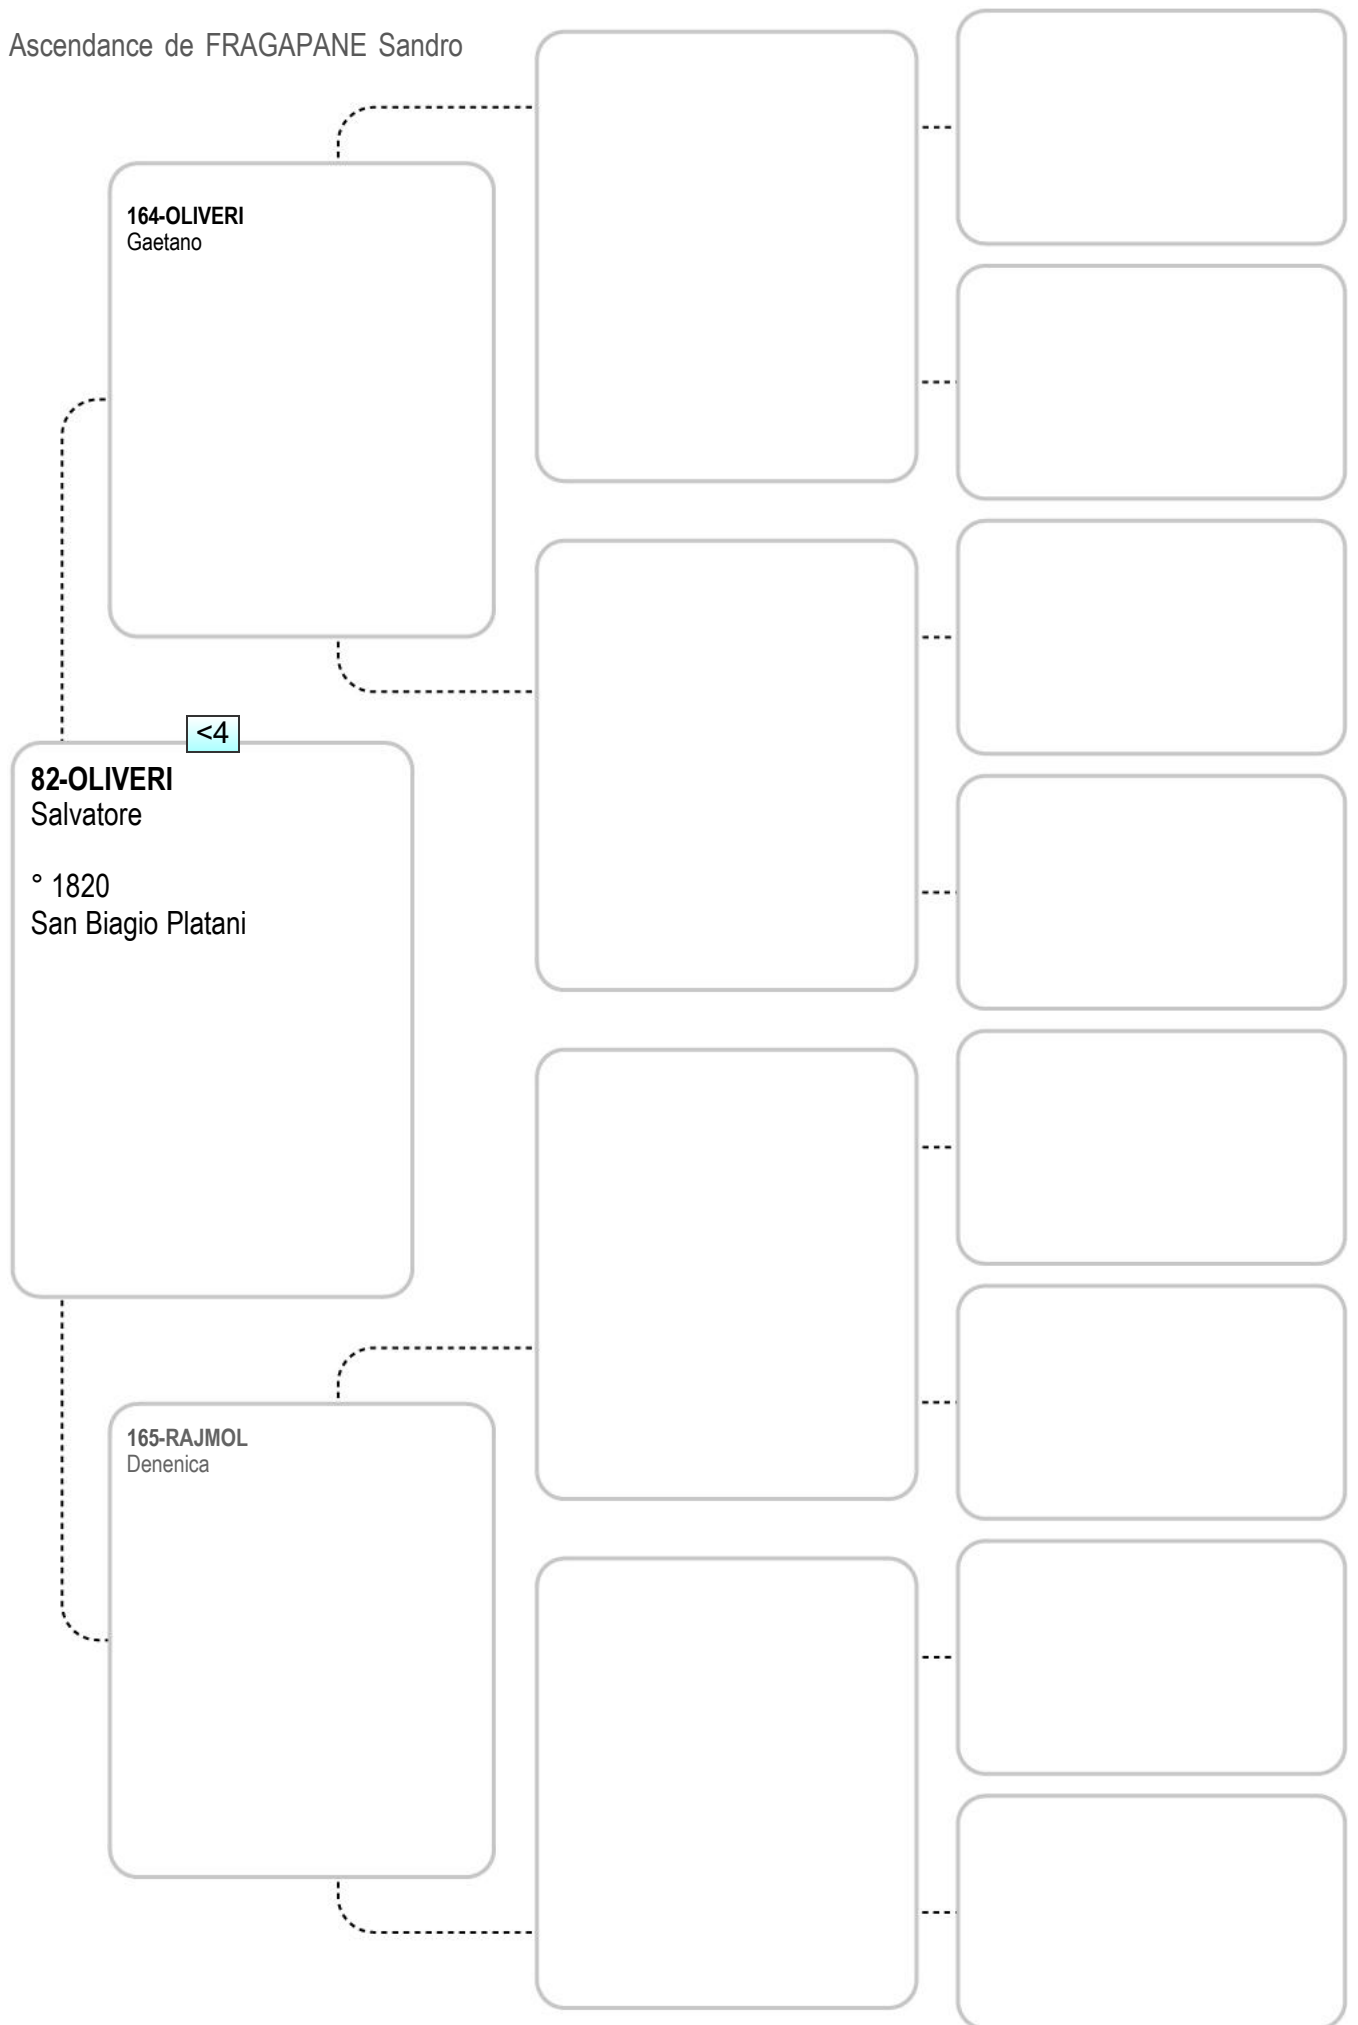 Ascendance de FRAGAPANE Sandro
164-OLIVERI
Gaetano
<4
82-OLIVERI
Salvatore
° 1820
San Biagio Platani
165-RAJMOL
Denenica